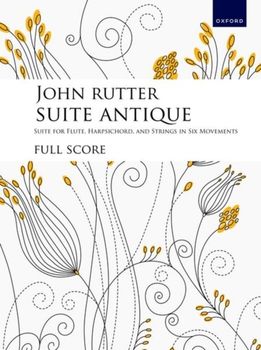 OXFORD
JOHN RUTTER
SUITE ANTIQUE
SUITE FOR FLUTE, HARPSICHORD, AND STRINGS IN SIX MOVEMENTS
FULL SCORE